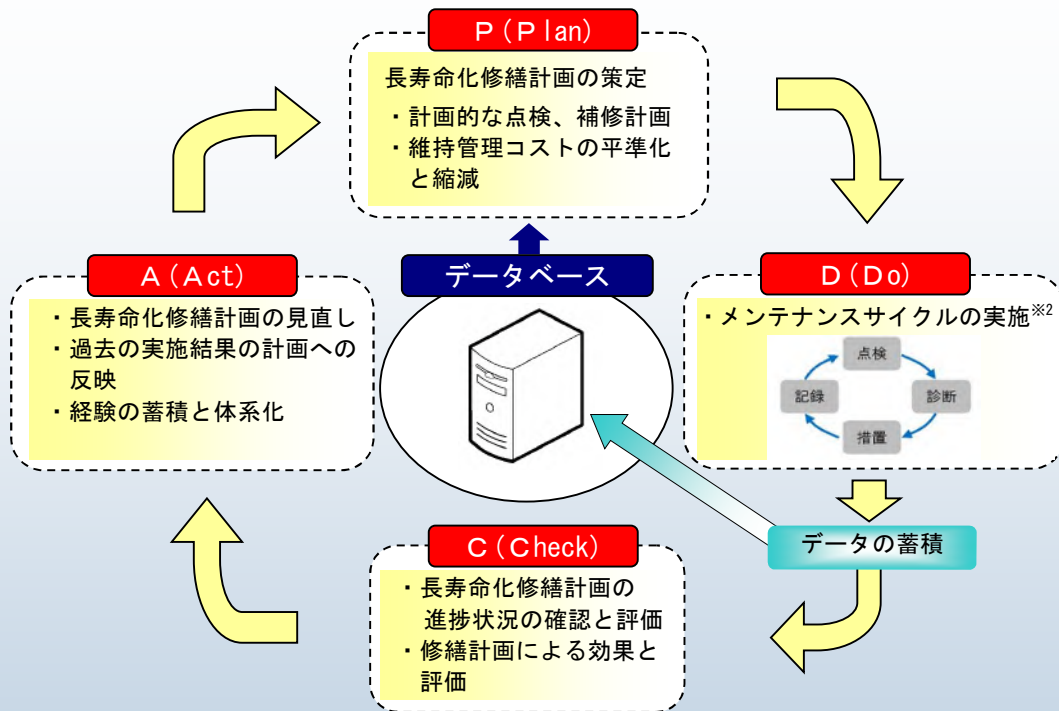 P(Plan)
長寿命化修繕計画の策定
・計画的な点検、補修計画
・維持管理コストの平準化
と縮減
A(Act)
・長寿命化修繕計画の見直し
・過去の実施結果の計画への
反映
・経験の蓄積と体系化
データベース
D(Do)
・メンテナンスサイクルの実施※2
点検
記録
診断
措置
データの蓄積
C(Check)
・長寿命化修繕計画の
進捗状況の確認と評価
・修繕計画による効果と
評価